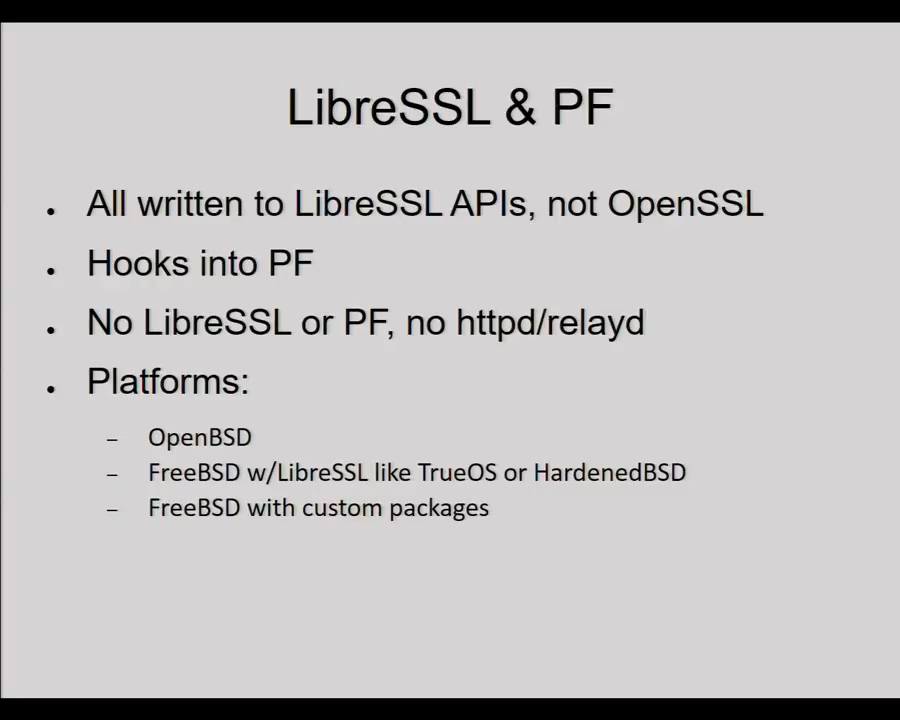 LibreSSL & PF
• All written to LibreSSL APIs, not OpenSSL
• Hooks into PF
• No LibreSSL or PF, no httpd/relayd
• Platforms:
– OpenBSD
– FreeBSD w/LibreSSL like TrueOS or HardenedBSD
– FreeBSD with custom packages